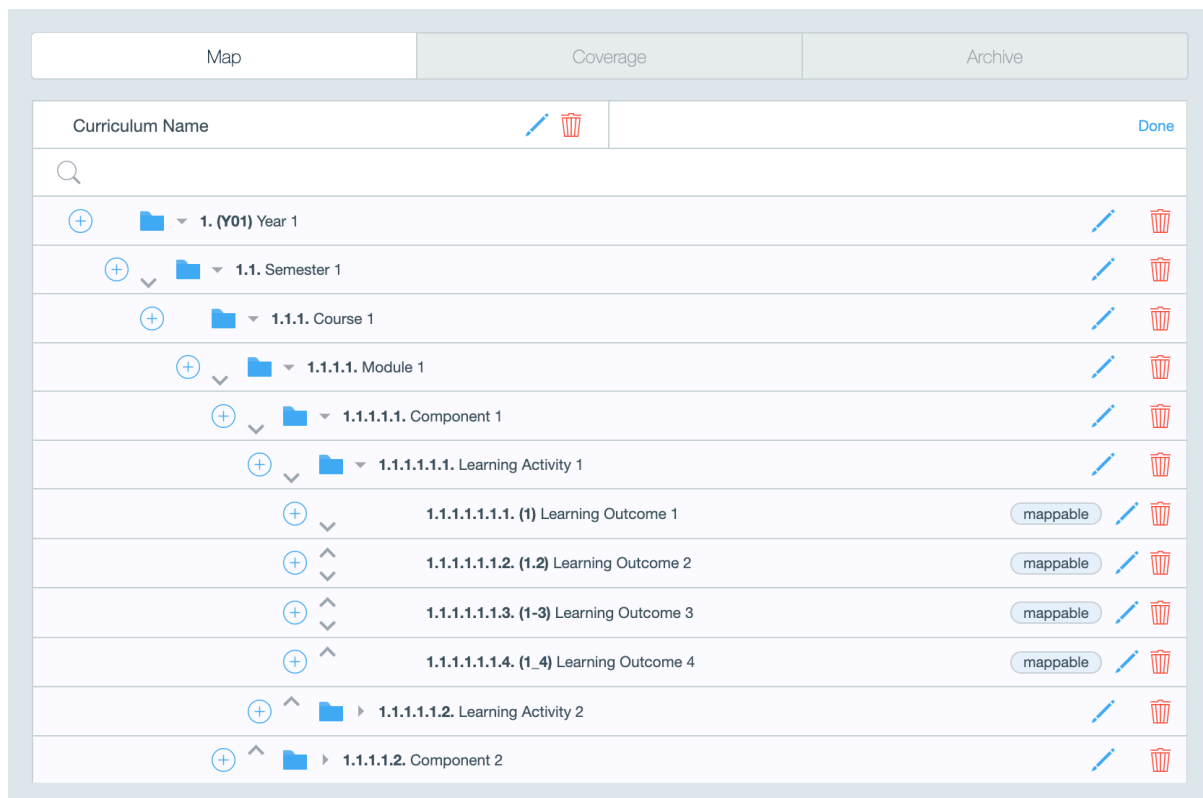 Map Coverage Archive
Curriculum Name Done
1. (Y01) Year 1
1.1. Semester 1
1.1.1. Course 1
1.1.1.1. Module 1
1.1.1.1.1. Component 1
1.1.1.1.1.1. Learning Activity 1
1.1.1.1.1.1.1. (1) Learning Outcome 1 mappable
1.1.1.1.1.1.2. (1.2) Learning Outcome 2 mappable
1.1.1.1.1.1.3. (1-3) Learning Outcome 3 mappable
1.1.1.1.1.1.4. (1_4) Learning Outcome 4 mappable
1.1.1.1.1.2. Learning Activity 2
1.1.1.1.2. Component 2